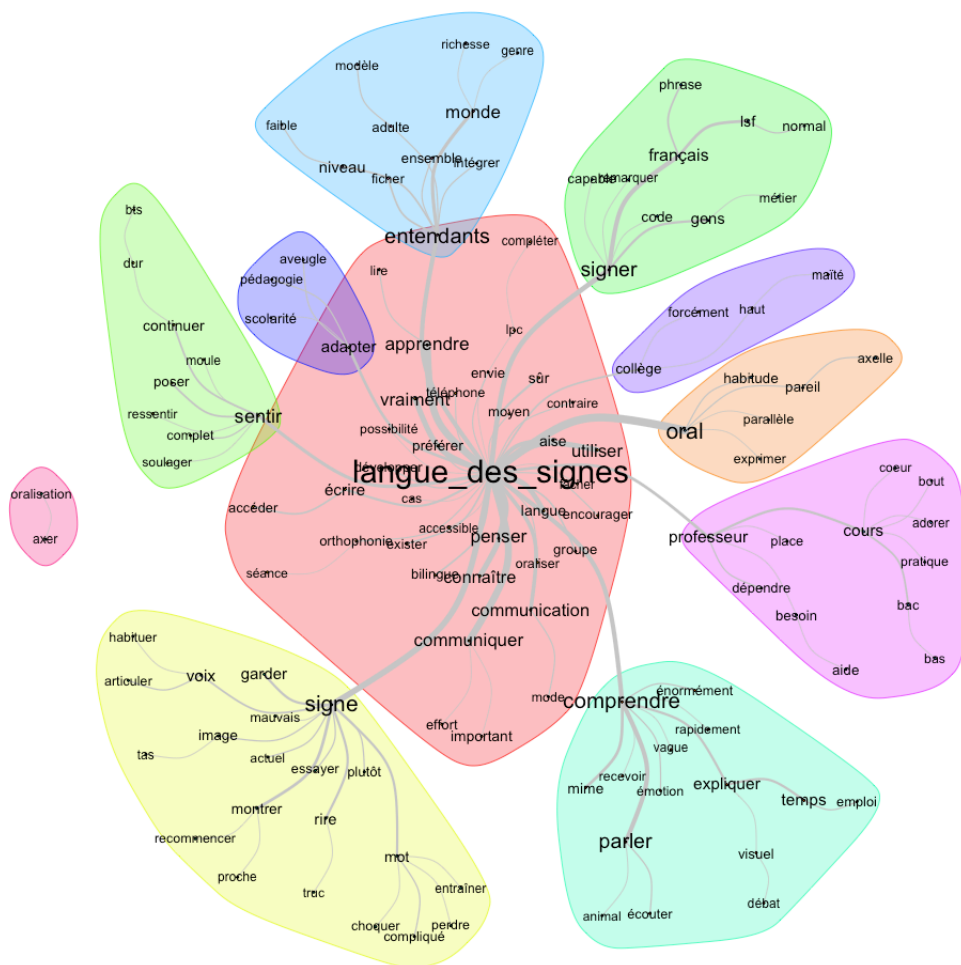 richesse
genre
modèle
monde
faible
adulte
ensemble
intégrer
niveau
ficher
entendants
phrase
lsf
normal
français
capable
remarquer
métier
code
gens
signer
bts
dur
continuer
moule
poser
ressentir
complet
sentir
soulager
aveugle
pédagogie
scolarité
adapter
maïté
forcément
haut
collège
axelle
habitude
pareil
oral
parallèle
exprimer
compléter
lire
lpc
apprendre
envie
sûr
téléphone
vraiment
moyen
contraire
possibilité
préférer
aise
utiliser
développer
langue_des_signes
lâcher
écrire
cas
accéder
langue
encourager
accessible
orthophonie
exister
penser
groupe
oraliser
séance
bilingue
connaître
communication
communiquer
mode
effort
important
oralisation
axer
coeur
bout
adorer
professeur
place
cours
pratique
dépendre
besoin
bac
aide
bas
habituer
articuler
voix
garder
signe
mauvais
image
tas
actuel
essayer
plutôt
montrer
rire
recommencer
mot
proche
truc
entraîner
choquer
perdre
compliqué
comprendre
énormément
rapidement
vague
recevoir
mime
émotion
expliquer
temps
emploi
parler
visuel
animal
écouter
débat